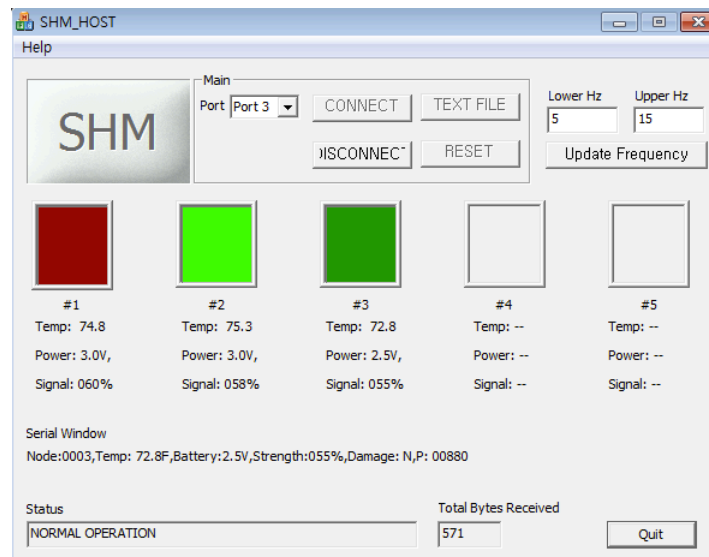 SHM_HOST
Help
SHM
Main
Port Port 3
CONNECT
TEXT FILE
DISCONNECT
RESET
Lower Hz
Upper Hz
5
15
Update Frequency
#1
#2
#3
#4
#5
Temp: 74.8
Temp: 75.3
Temp: 72.8
Temp: --
Temp: --
Power: 3.0V,
Power: 3.0V,
Power: 2.5V,
Power: --
Power: --
Signal: 060%
Signal: 058%
Signal: 055%
Signal: --
Signal: --
Serial Window
Node:0003,Temp: 72.8F,Battery:2.5V,Strength:055%,Damage: N,P: 00880
Status
Total Bytes Received
NORMAL OPERATION
571
Quit